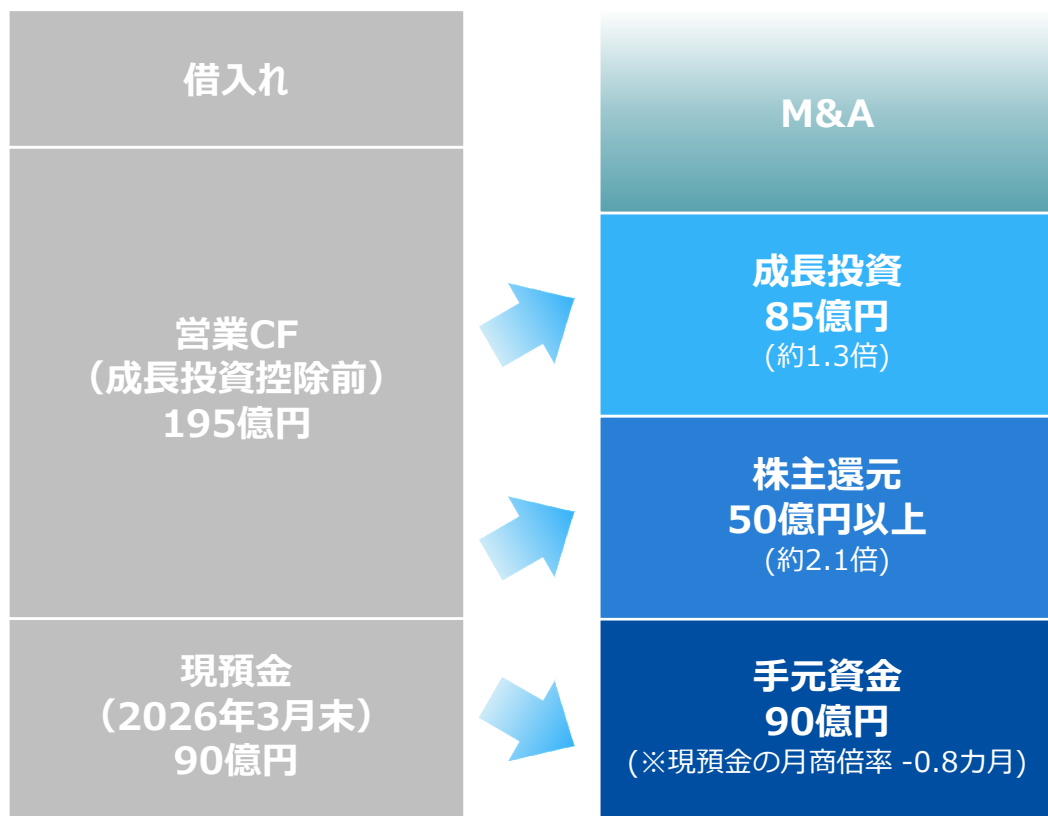 借入れ
営業CF
（成長投資控除前）
195億円
現預金
（2026年3月末）
90億円
M&A
成長投資
85億円
(約1.3倍)
株主還元
50億円以上
(約2.1倍)
手元資金
90億円
(※現預金の月商倍率 -0.8カ月)